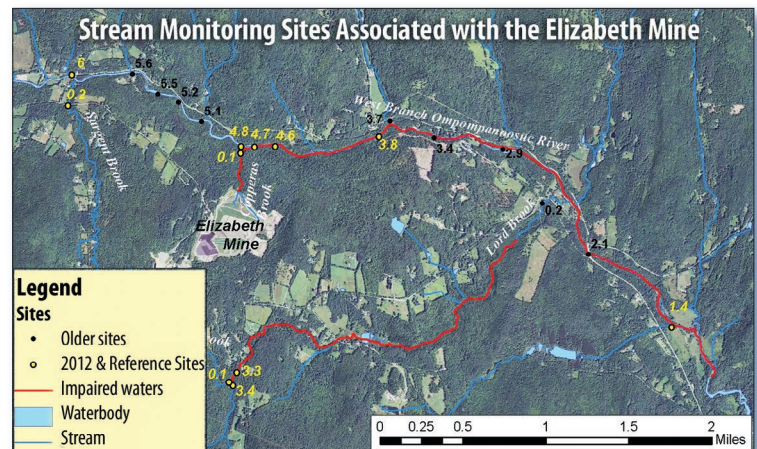 Stream Monitoring Sites Associated with the Elizabeth Mine
6
5.6
5.5
5.2
5.1
0.2
Sargent Brook
4.8
4.7
4.6
0.1
3.7
3.8
West Branch Ompompanoosic River
3.4
2.9
Copperas
Brook
Elizabeth
Mine
0.2
Lord Brook
2.1
1.4
ook
3.3
0.1
3.4
Legend
Sites
Older sites
2012 & Reference Sites
Impaired waters
Waterbody
Stream
0 0.25 0.5 1 1.5 2
Miles